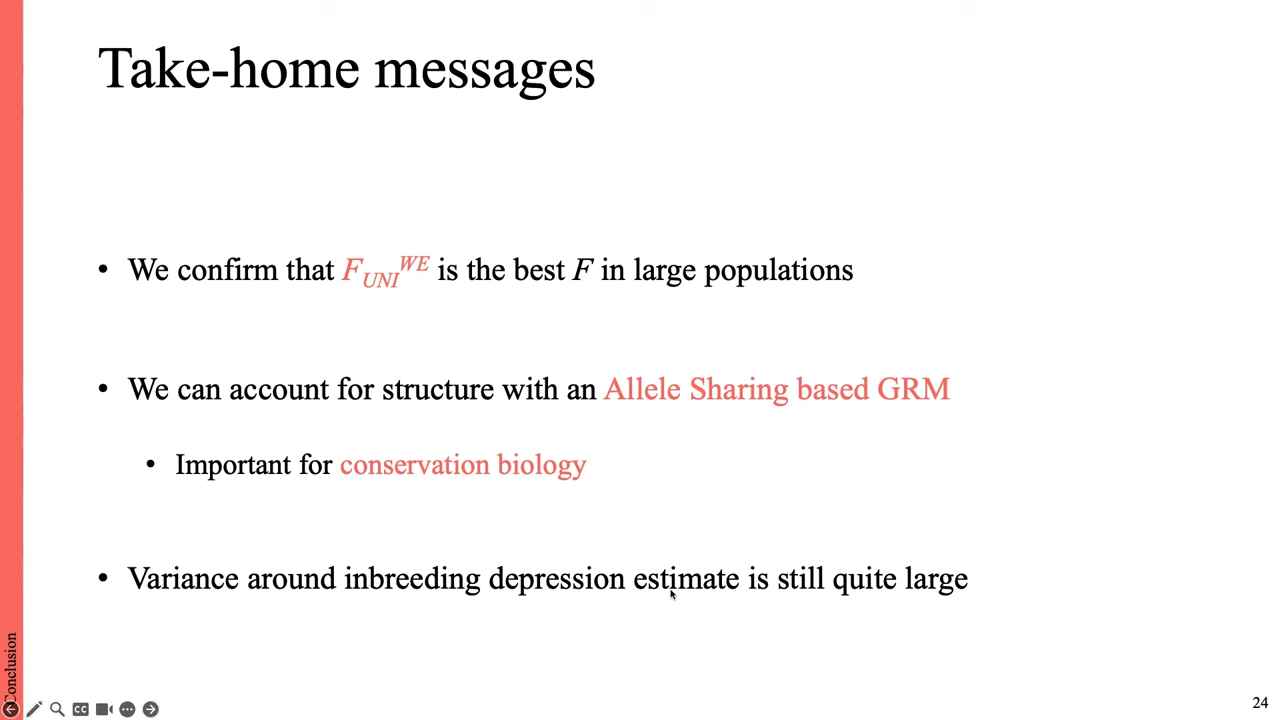 Take-home messages
• We confirm that F_UNI^WE is the best F in large populations
• We can account for structure with an Allele Sharing based GRM
• Important for conservation biology
• Variance around inbreeding depression estimate is still quite large
Conclusion
CC
24